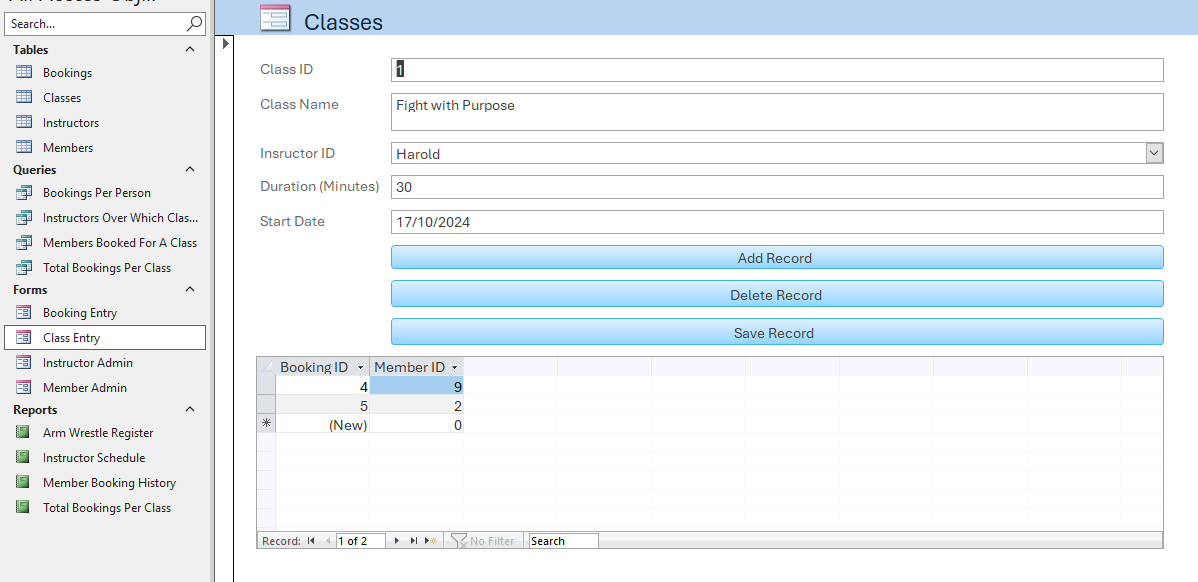 Search...
Tables
Bookings
Classes
Instructors
Members
Queries
Bookings Per Person
Instructors Over Which Clas...
Members Booked For A Class
Total Bookings Per Class
Forms
Booking Entry
Class Entry
Instructor Admin
Member Admin
Reports
Arm Wrestle Register
Instructor Schedule
Member Booking History
Total Bookings Per Class
Classes
Class ID 1
Class Name Fight with Purpose
Insructor ID Harold
Duration (Minutes) 30
Start Date 17/10/2024
Add Record
Delete Record
Save Record
Booking ID Member ID
4 9
5 2
* (New) 0
Record: 1 of 2 No Filter Search